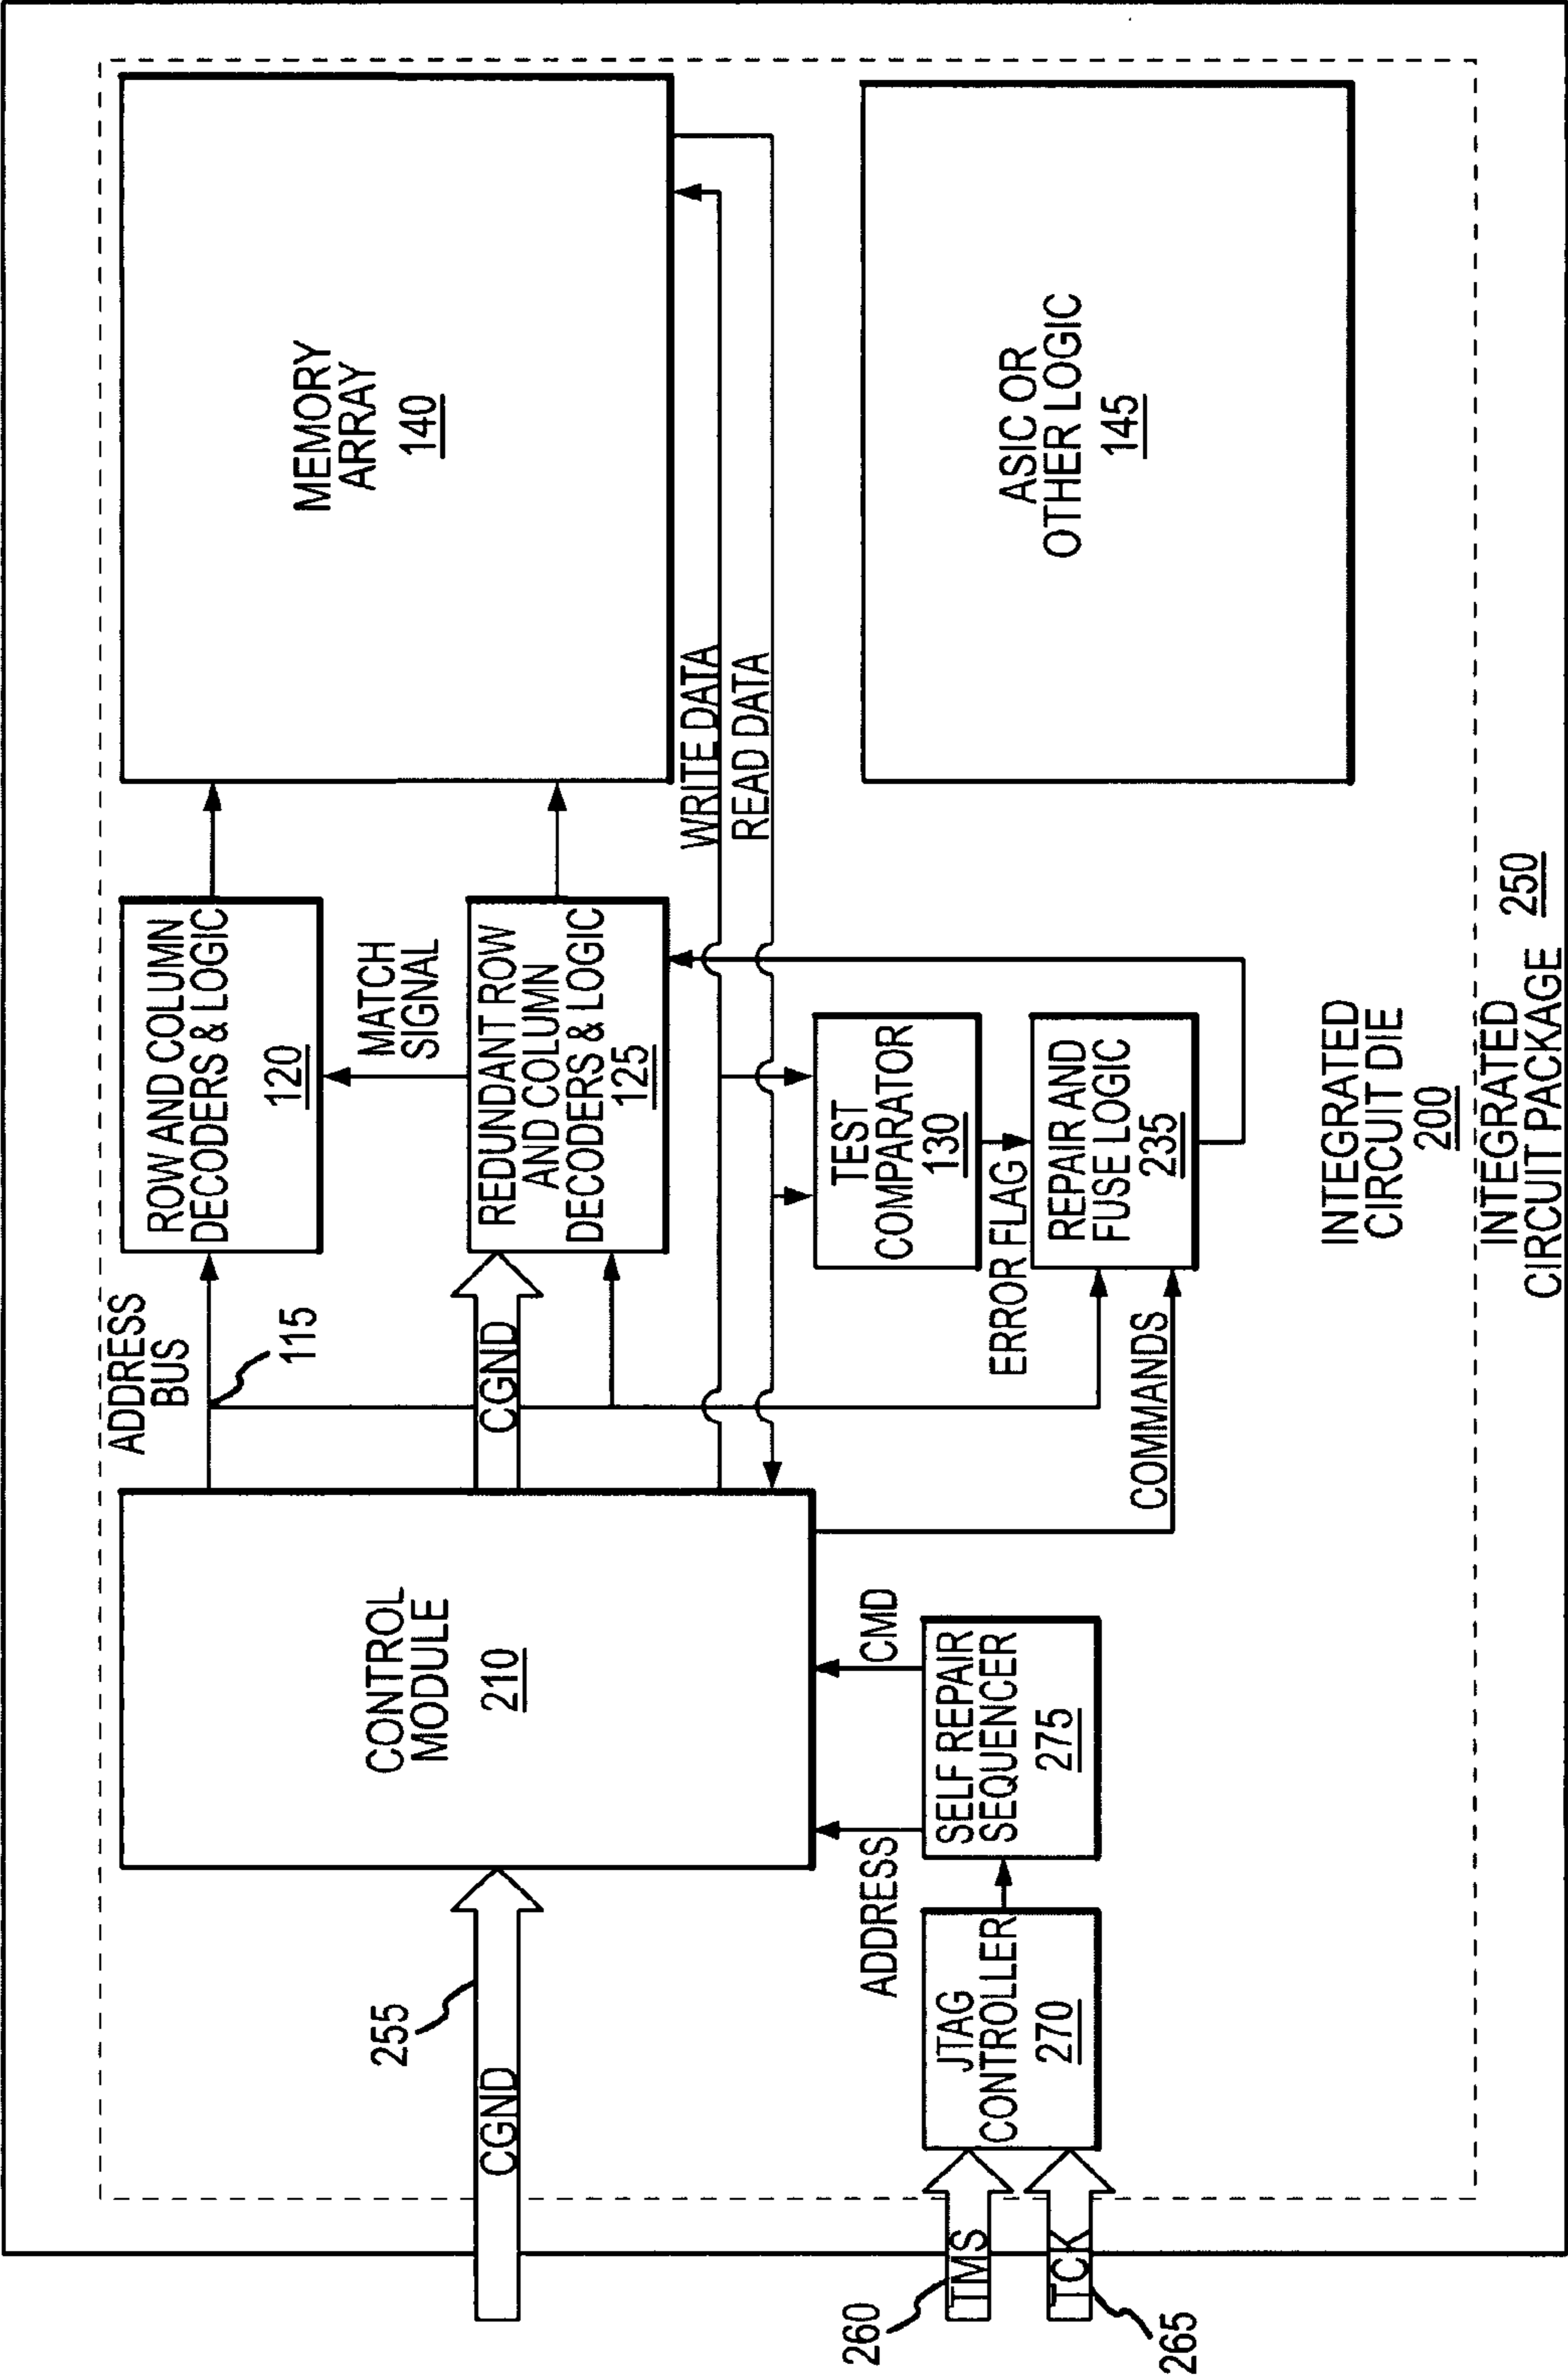 255
CGND
260
TMS
TCK
265
CONTROL
MODULE
210
ADDRESS
CMD
JTAG
CONTROLLER
270
SELF REPAIR
SEQUENCER
275
ADDRESS
BUS
115
CGND
COMMANDS
ROW AND COLUMN
DECODERS & LOGIC
120
MATCH
SIGNAL
REDUNDANT ROW
AND COLUMN
DECODERS & LOGIC
125
TEST
COMPARATOR
130
ERROR FLAG
REPAIR AND
FUSE LOGIC
235
WRITE DATA
READ DATA
MEMORY
ARRAY
140
ASIC OR
OTHER LOGIC
145
INTEGRATED
CIRCUIT DIE
200
INTEGRATED
CIRCUIT PACKAGE 250